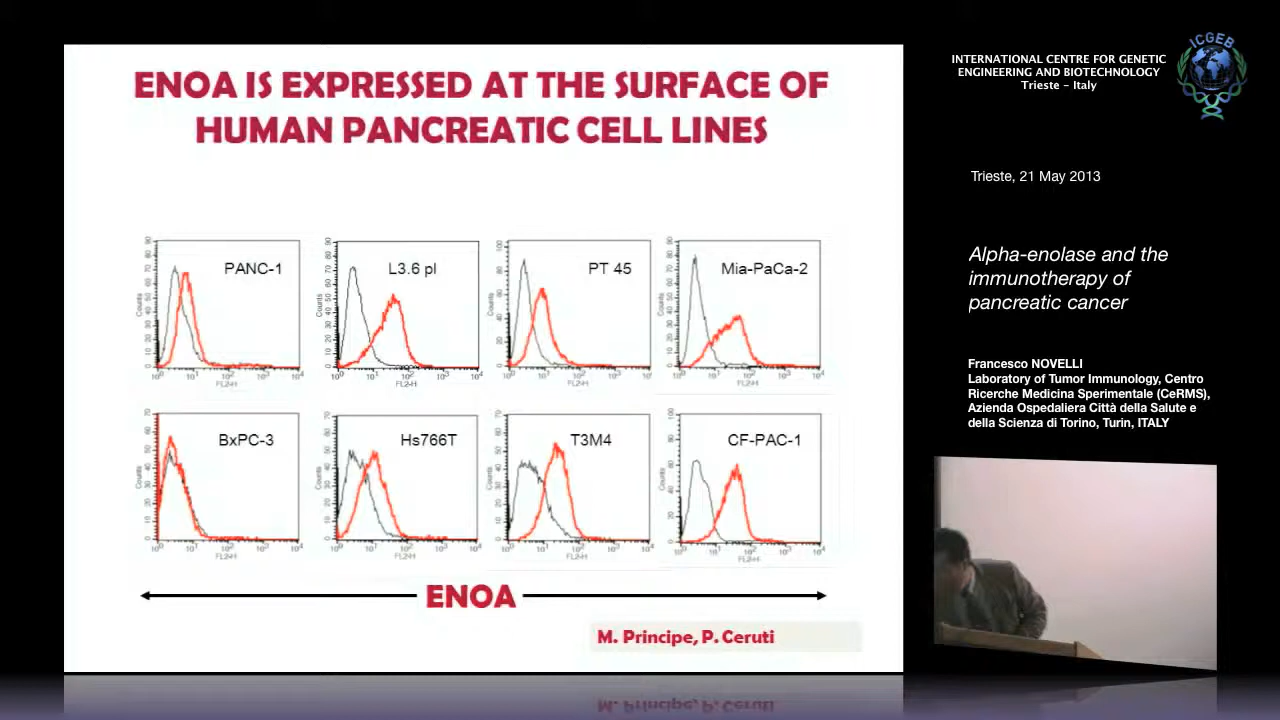 ENOA IS EXPRESSED AT THE SURFACE OF
HUMAN PANCREATIC CELL LINES
PANC-1
L3.6 pl
PT 45
Mia-PaCa-2
BxPC-3
Hs766T
T3M4
CF-PAC-1
Counts
FL2-H
ENOA
M. Principe, P. Ceruti
INTERNATIONAL CENTRE FOR GENETIC
ENGINEERING AND BIOTECHNOLOGY
Trieste - Italy
ICGEB
Trieste, 21 May 2013
Alpha-enolase and the
immunotherapy of
pancreatic cancer
Francesco NOVELLI
Laboratory of Tumor Immunology, Centro
Ricerche Medicina Sperimentale (CeRMS),
Azienda Ospedaliera Città della Salute e
della Scienza di Torino, Turin, ITALY